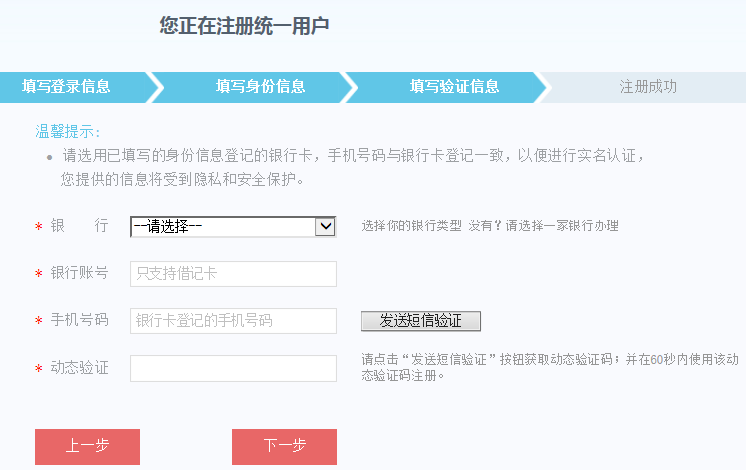 您正在注册统一用户
填写登录信息 填写身份信息 填写验证信息 注册成功
温馨提示:
● 请选用已填写的身份信息登记的银行卡，手机号码与银行卡登记一致，以便进行实名认证，
您提供的信息将受到隐私和安全保护。
* 银 行 --请选择-- 选择你的银行类型 没有？请选择一家银行办理
* 银行账号 只支持借记卡
* 手机号码 银行卡登记的手机号码 发送短信验证
* 动态验证 请点击“发送短信验证”按钮获取动态验证码；并在60秒内使用该动
态验证码注册。
上一步 下一步